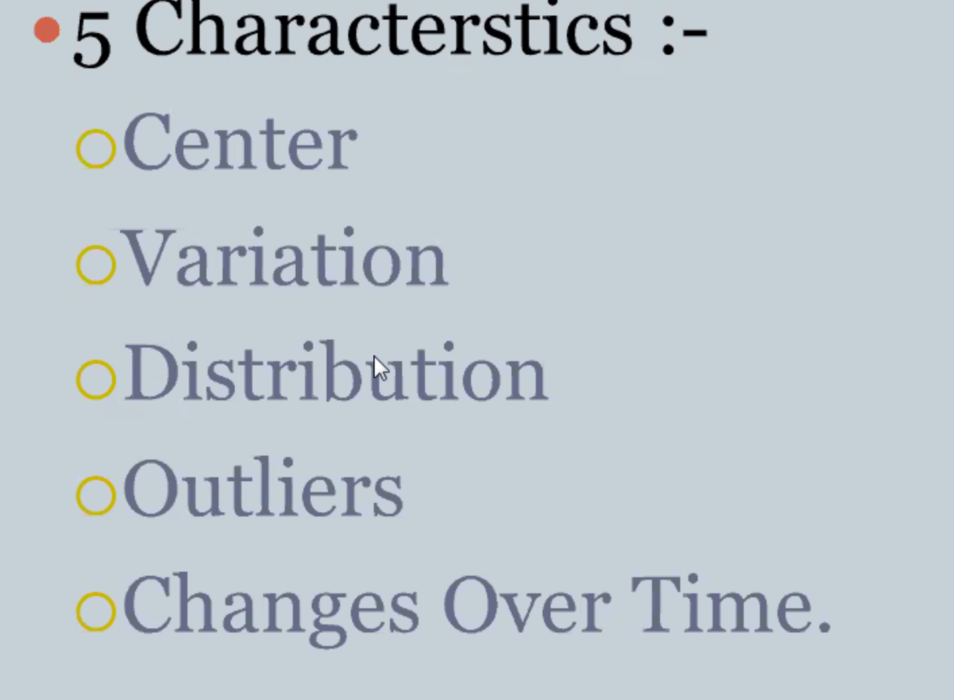 5 Characterstics :-
Center
Variation
Distribution
Outliers
Changes Over Time.